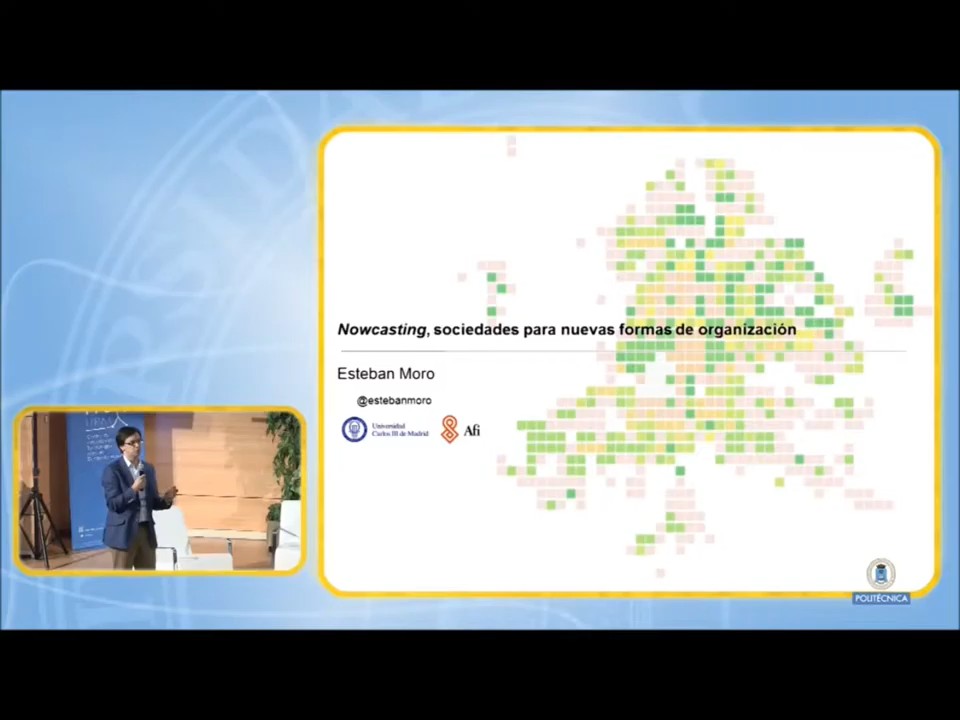 Nowcasting, sociedades para nuevas formas de organización
Esteban Moro
@estebanmoro
Universidad
Carlos III de Madrid
Afi
POLITÉCNICA